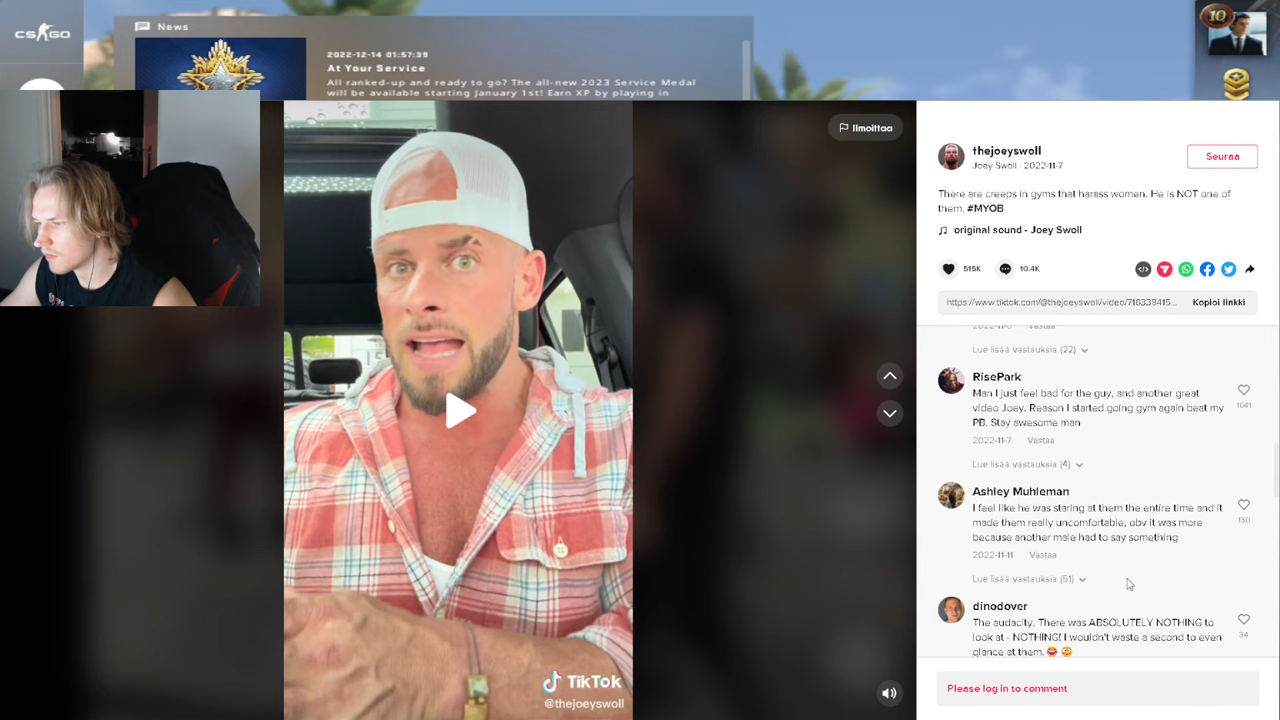 CS:GO
News
2022-12-14 01:57:39
At Your Service
All ranked-up and ready to go? The all-new 2023 Service Medal
will be available starting January 1st! Earn XP by playing in
10
Ilmoittaa
TikTok
@thejoeyswoll
thejoeyswoll
Joey Swoll · 2022-11-7
Seuraa
There are creeps in gyms that harass women. He is NOT one of
them. #MYOB
original sound - Joey Swoll
515K
10.4K
https://www.tiktok.com/@thejoeyswoll/video/716338415...
Kopioi linkki
Vastaa
Lue lisää vastauksia (22)
RisePark
Man I just feel bad for the guy, and another great
video Joey. Reason I started going gym again beat my
PB. Stay awesome man
1041
2022-11-7 Vastaa
Lue lisää vastauksia (4)
Ashley Muhleman
I feel like he was staring at them the entire time and it
made them really uncomfortable, obv it was more
because another male had to say something
130
2022-11-11 Vastaa
Lue lisää vastauksia (51)
dinodover
The audacity. There was ABSOLUTELY NOTHING to
look at - NOTHING! I wouldn't waste a second to even
glance at them. 😂 😳
34
Please log in to comment